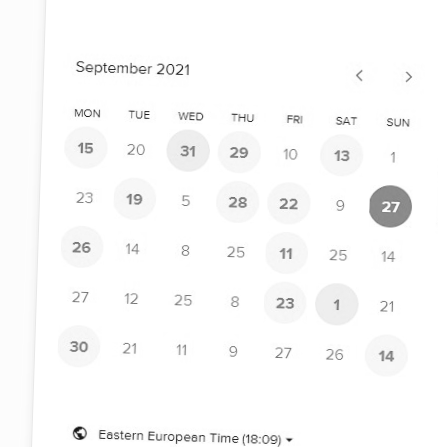 September 2021
< >
MON TUE WED THU FRI SAT SUN
15 20 31 29 10 13 1
23 19 5 28 22 9 27
26 14 8 25 11 25 14
27 12 25 8 23 1 21
30 21 11 9 27 26 14
Eastern European Time (18:09)